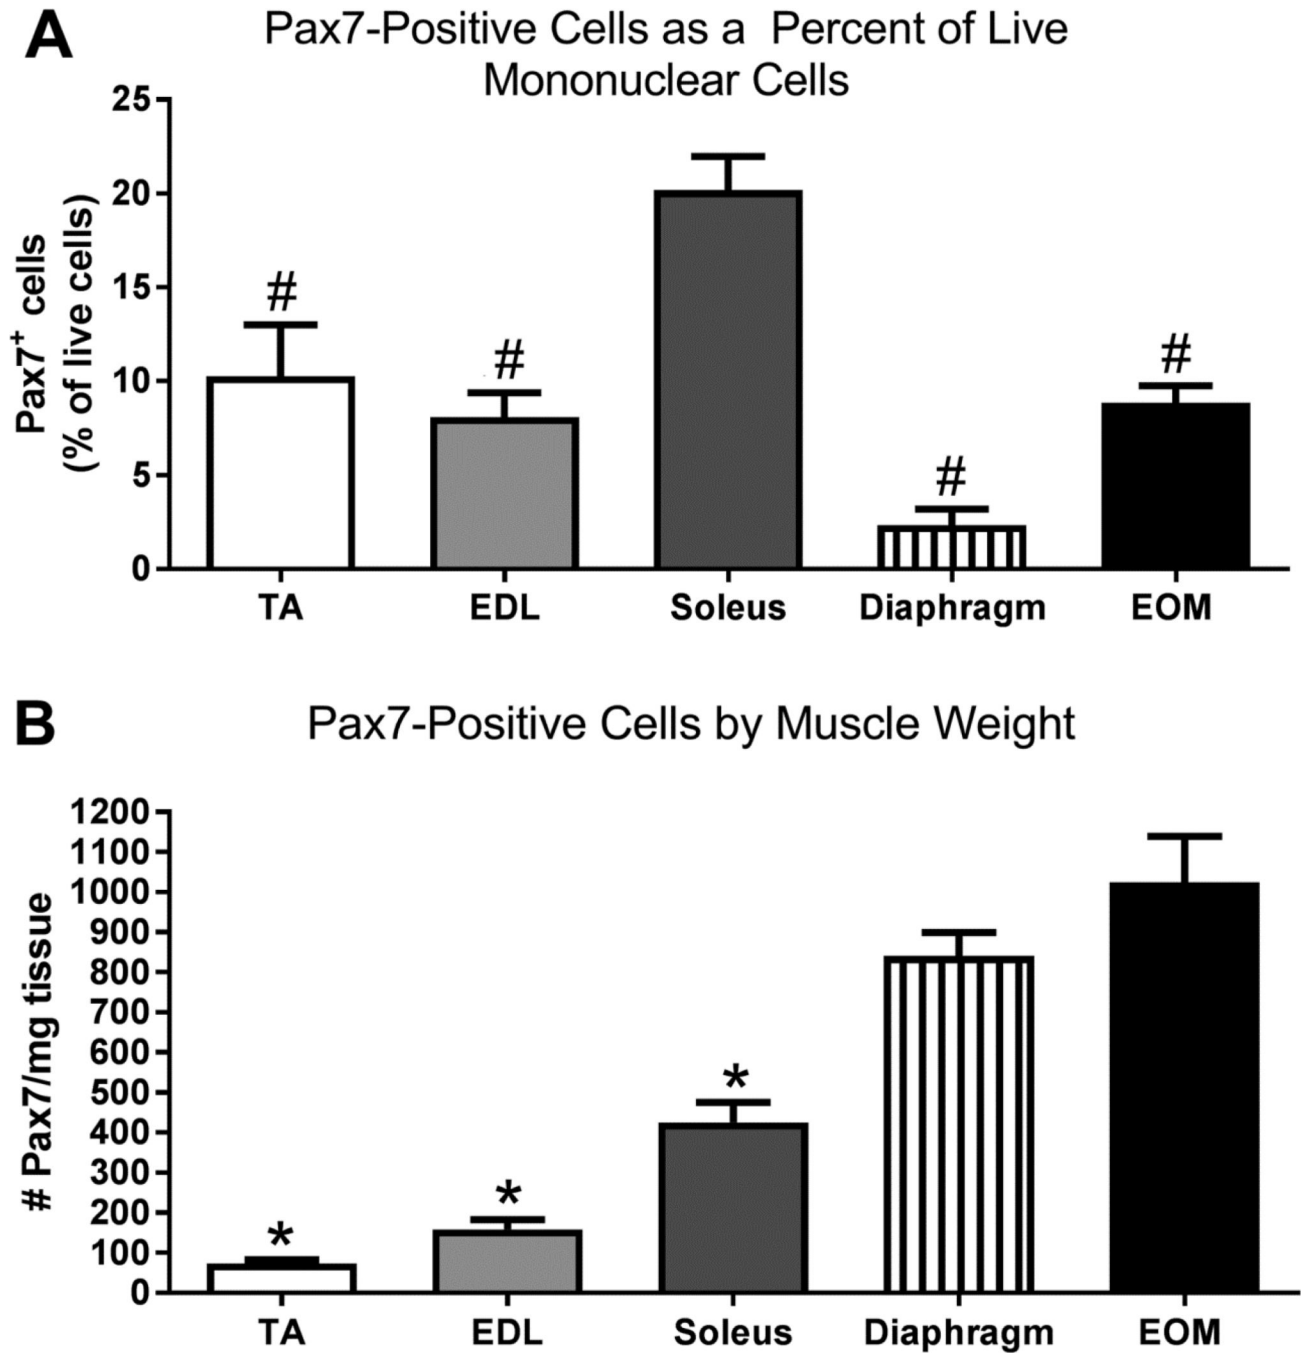 A
Pax7-Positive Cells as a  Percent of Live
Mononuclear Cells
Pax7+ cells
(% of live cells)
25
20
15
10
5
0
#
#
#
#
TA EDL Soleus Diaphragm EOM
B
Pax7-Positive Cells by Muscle Weight
# Pax7/mg tissue
1200
1100
1000
900
800
700
600
500
400
300
200
100
0
*
*
*
TA EDL Soleus Diaphragm EOM